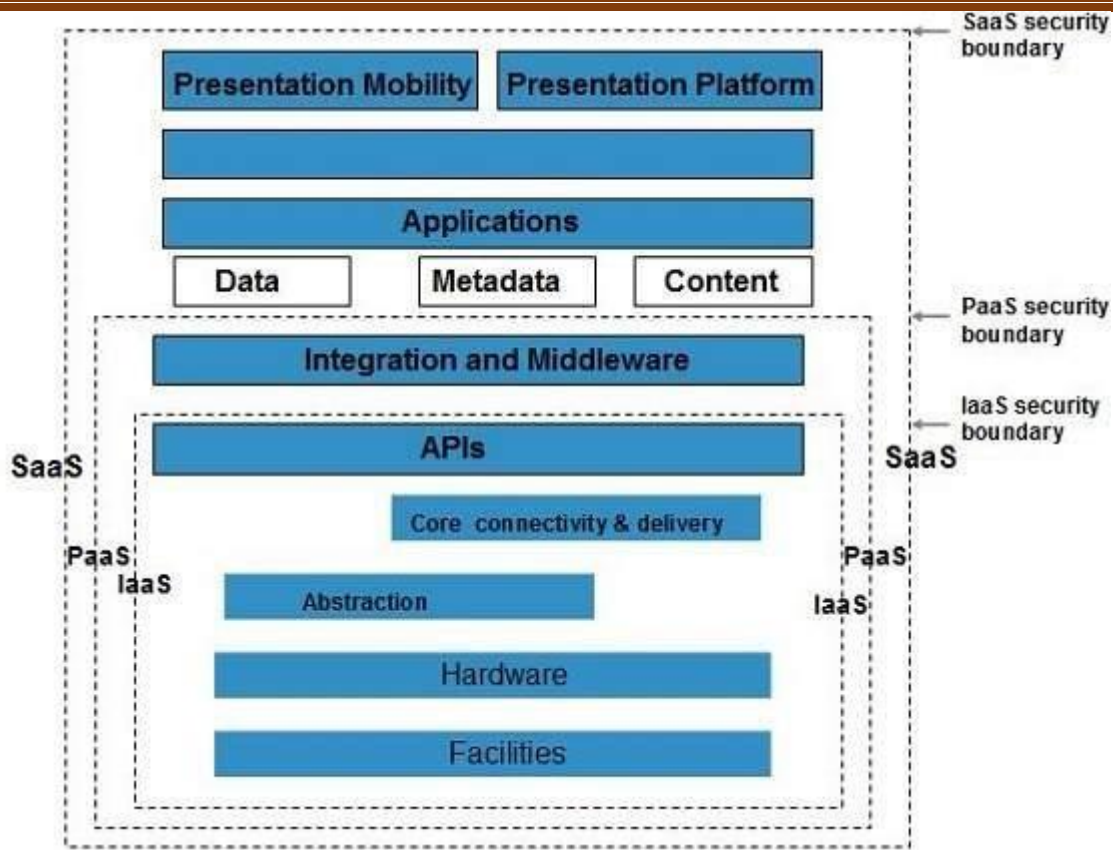 SaaS security
boundary
Presentation Mobility
Presentation Platform
Applications
Data
Metadata
Content
PaaS security
boundary
Integration and Middleware
IaaS security
boundary
APIs
SaaS
SaaS
Core connectivity & delivery
PaaS
PaaS
IaaS
Abstraction
IaaS
Hardware
Facilities